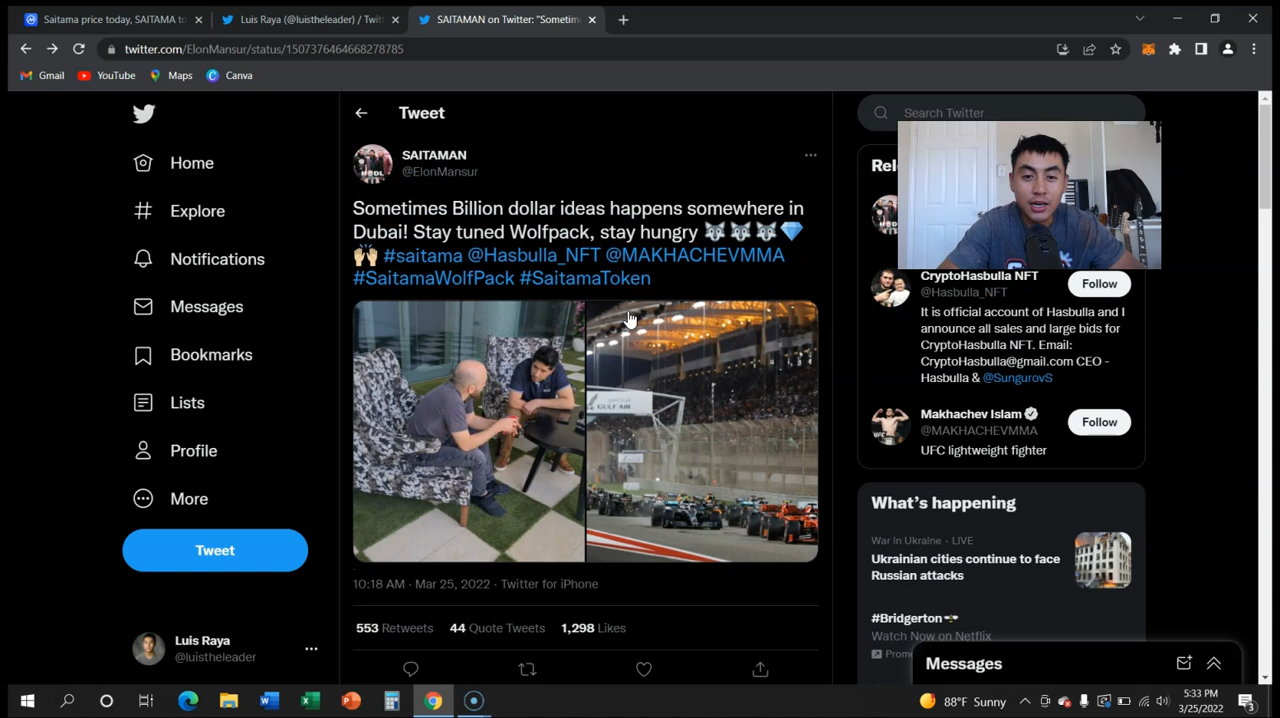 Saitama price today, SAITAMA to
Luis Raya (@luistheleader) / Twitt
SAITAMAN on Twitter: "Sometim
twitter.com/ElonMansur/status/1507376464668278785
Gmail
YouTube
Maps
Canva
Home
Explore
Notifications
Messages
Bookmarks
Lists
Profile
More
Tweet
Luis Raya
@luistheleader
Tweet
SAITAMAN
@ElonMansur
Sometimes Billion dollar ideas happens somewhere in
Dubai! Stay tuned Wolfpack, stay hungry 🐺🐺🐺💎
🙌🏼 #saitama @Hasbulla_NFT @MAKHACHEVMMA
#SaitamaWolfPack #SaitamaToken
GULF AIR
10:18 AM · Mar 25, 2022 · Twitter for iPhone
553 Retweets 44 Quote Tweets 1,298 Likes
Search Twitter
Rel
CryptoHasbulla NFT
@Hasbulla_NFT
Follow
It is official account of Hasbulla and I
announce all sales and large bids for
CryptoHasbulla NFT. Email:
CryptoHasbulla@gmail.com CEO -
Hasbulla & @SungurovS
Makhachev Islam
@MAKHACHEVMMA
Follow
UFC lightweight fighter
What's happening
War in Ukraine · LIVE
Ukrainian cities continue to face
Russian attacks
#Bridgerton
Watch Now on Netflix
Promo
Messages
88°F Sunny
5:33 PM
3/25/2022
3